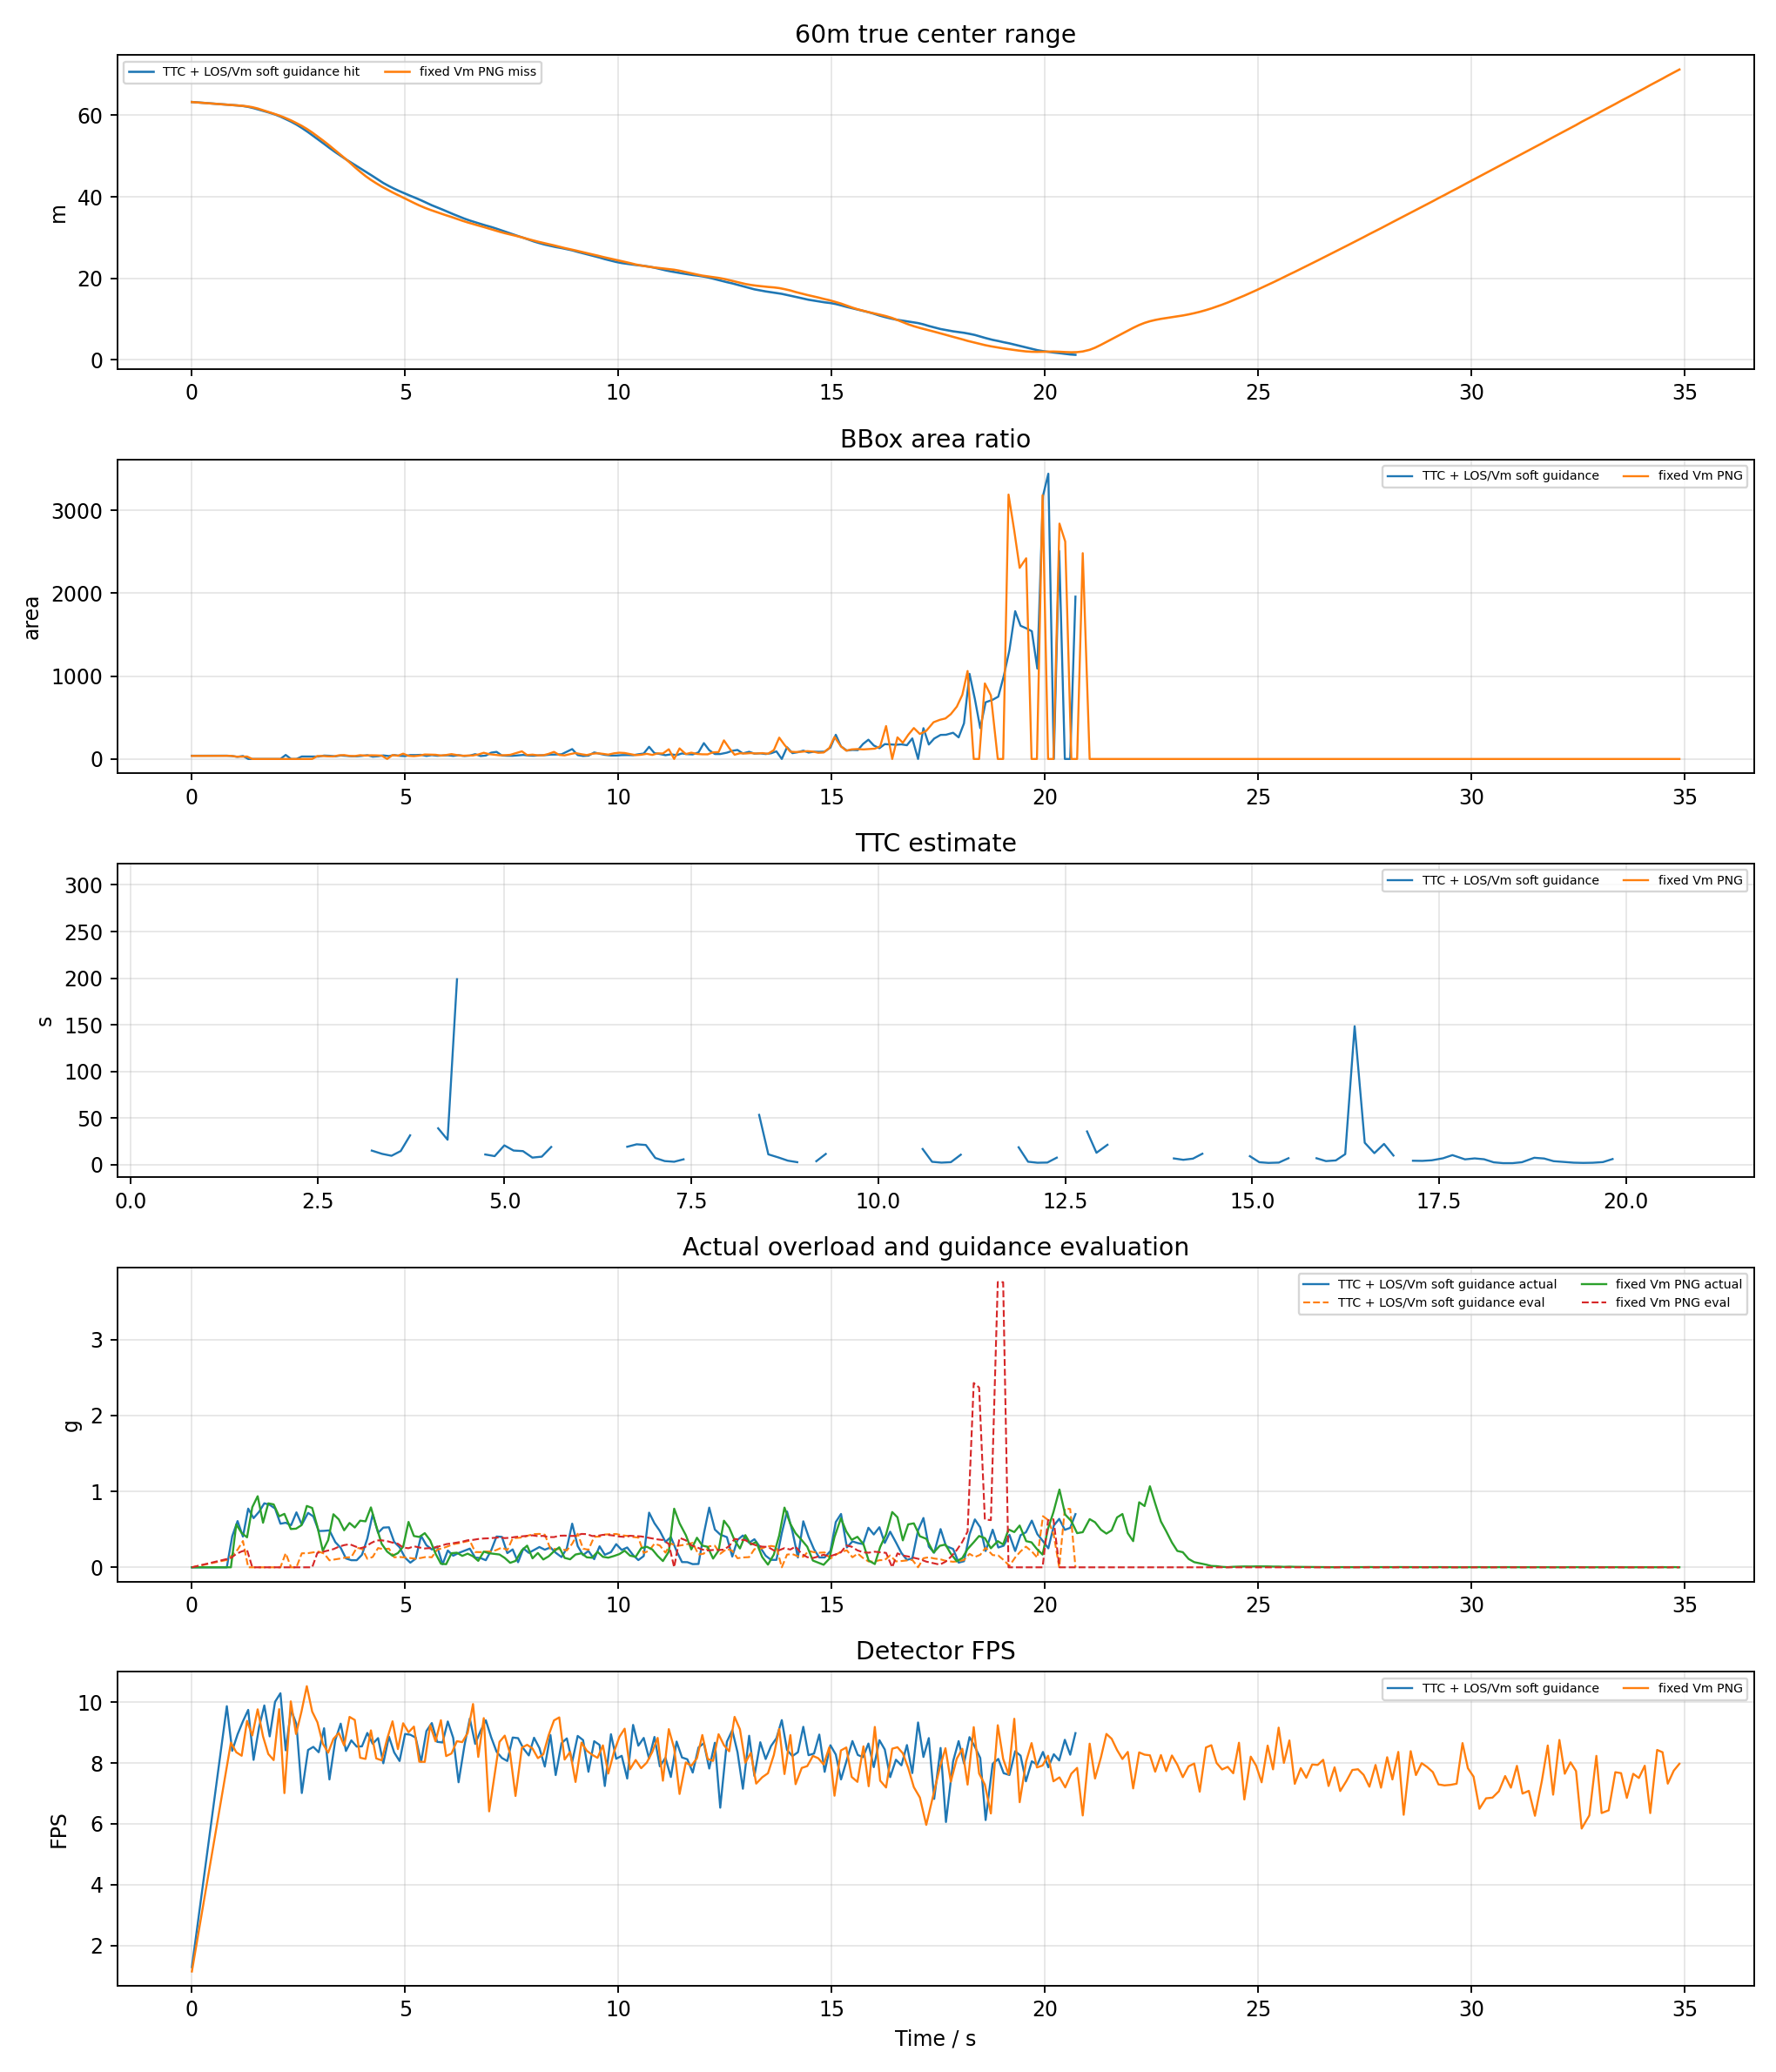 60m true center range
TTC + LOS/Vm soft guidance hit fixed Vm PNG miss
60
40
20
0
m
0 5 10 15 20 25 30 35
BBox area ratio
TTC + LOS/Vm soft guidance fixed Vm PNG
3000
2000
1000
0
area
0 5 10 15 20 25 30 35
TTC estimate
TTC + LOS/Vm soft guidance fixed Vm PNG
300
250
200
150
100
50
0
s
0.0 2.5 5.0 7.5 10.0 12.5 15.0 17.5 20.0
Actual overload and guidance evaluation
TTC + LOS/Vm soft guidance actual fixed Vm PNG actual
TTC + LOS/Vm soft guidance eval fixed Vm PNG eval
3
2
1
0
g
0 5 10 15 20 25 30 35
Detector FPS
TTC + LOS/Vm soft guidance fixed Vm PNG
10
8
6
4
2
FPS
0 5 10 15 20 25 30 35
Time / s